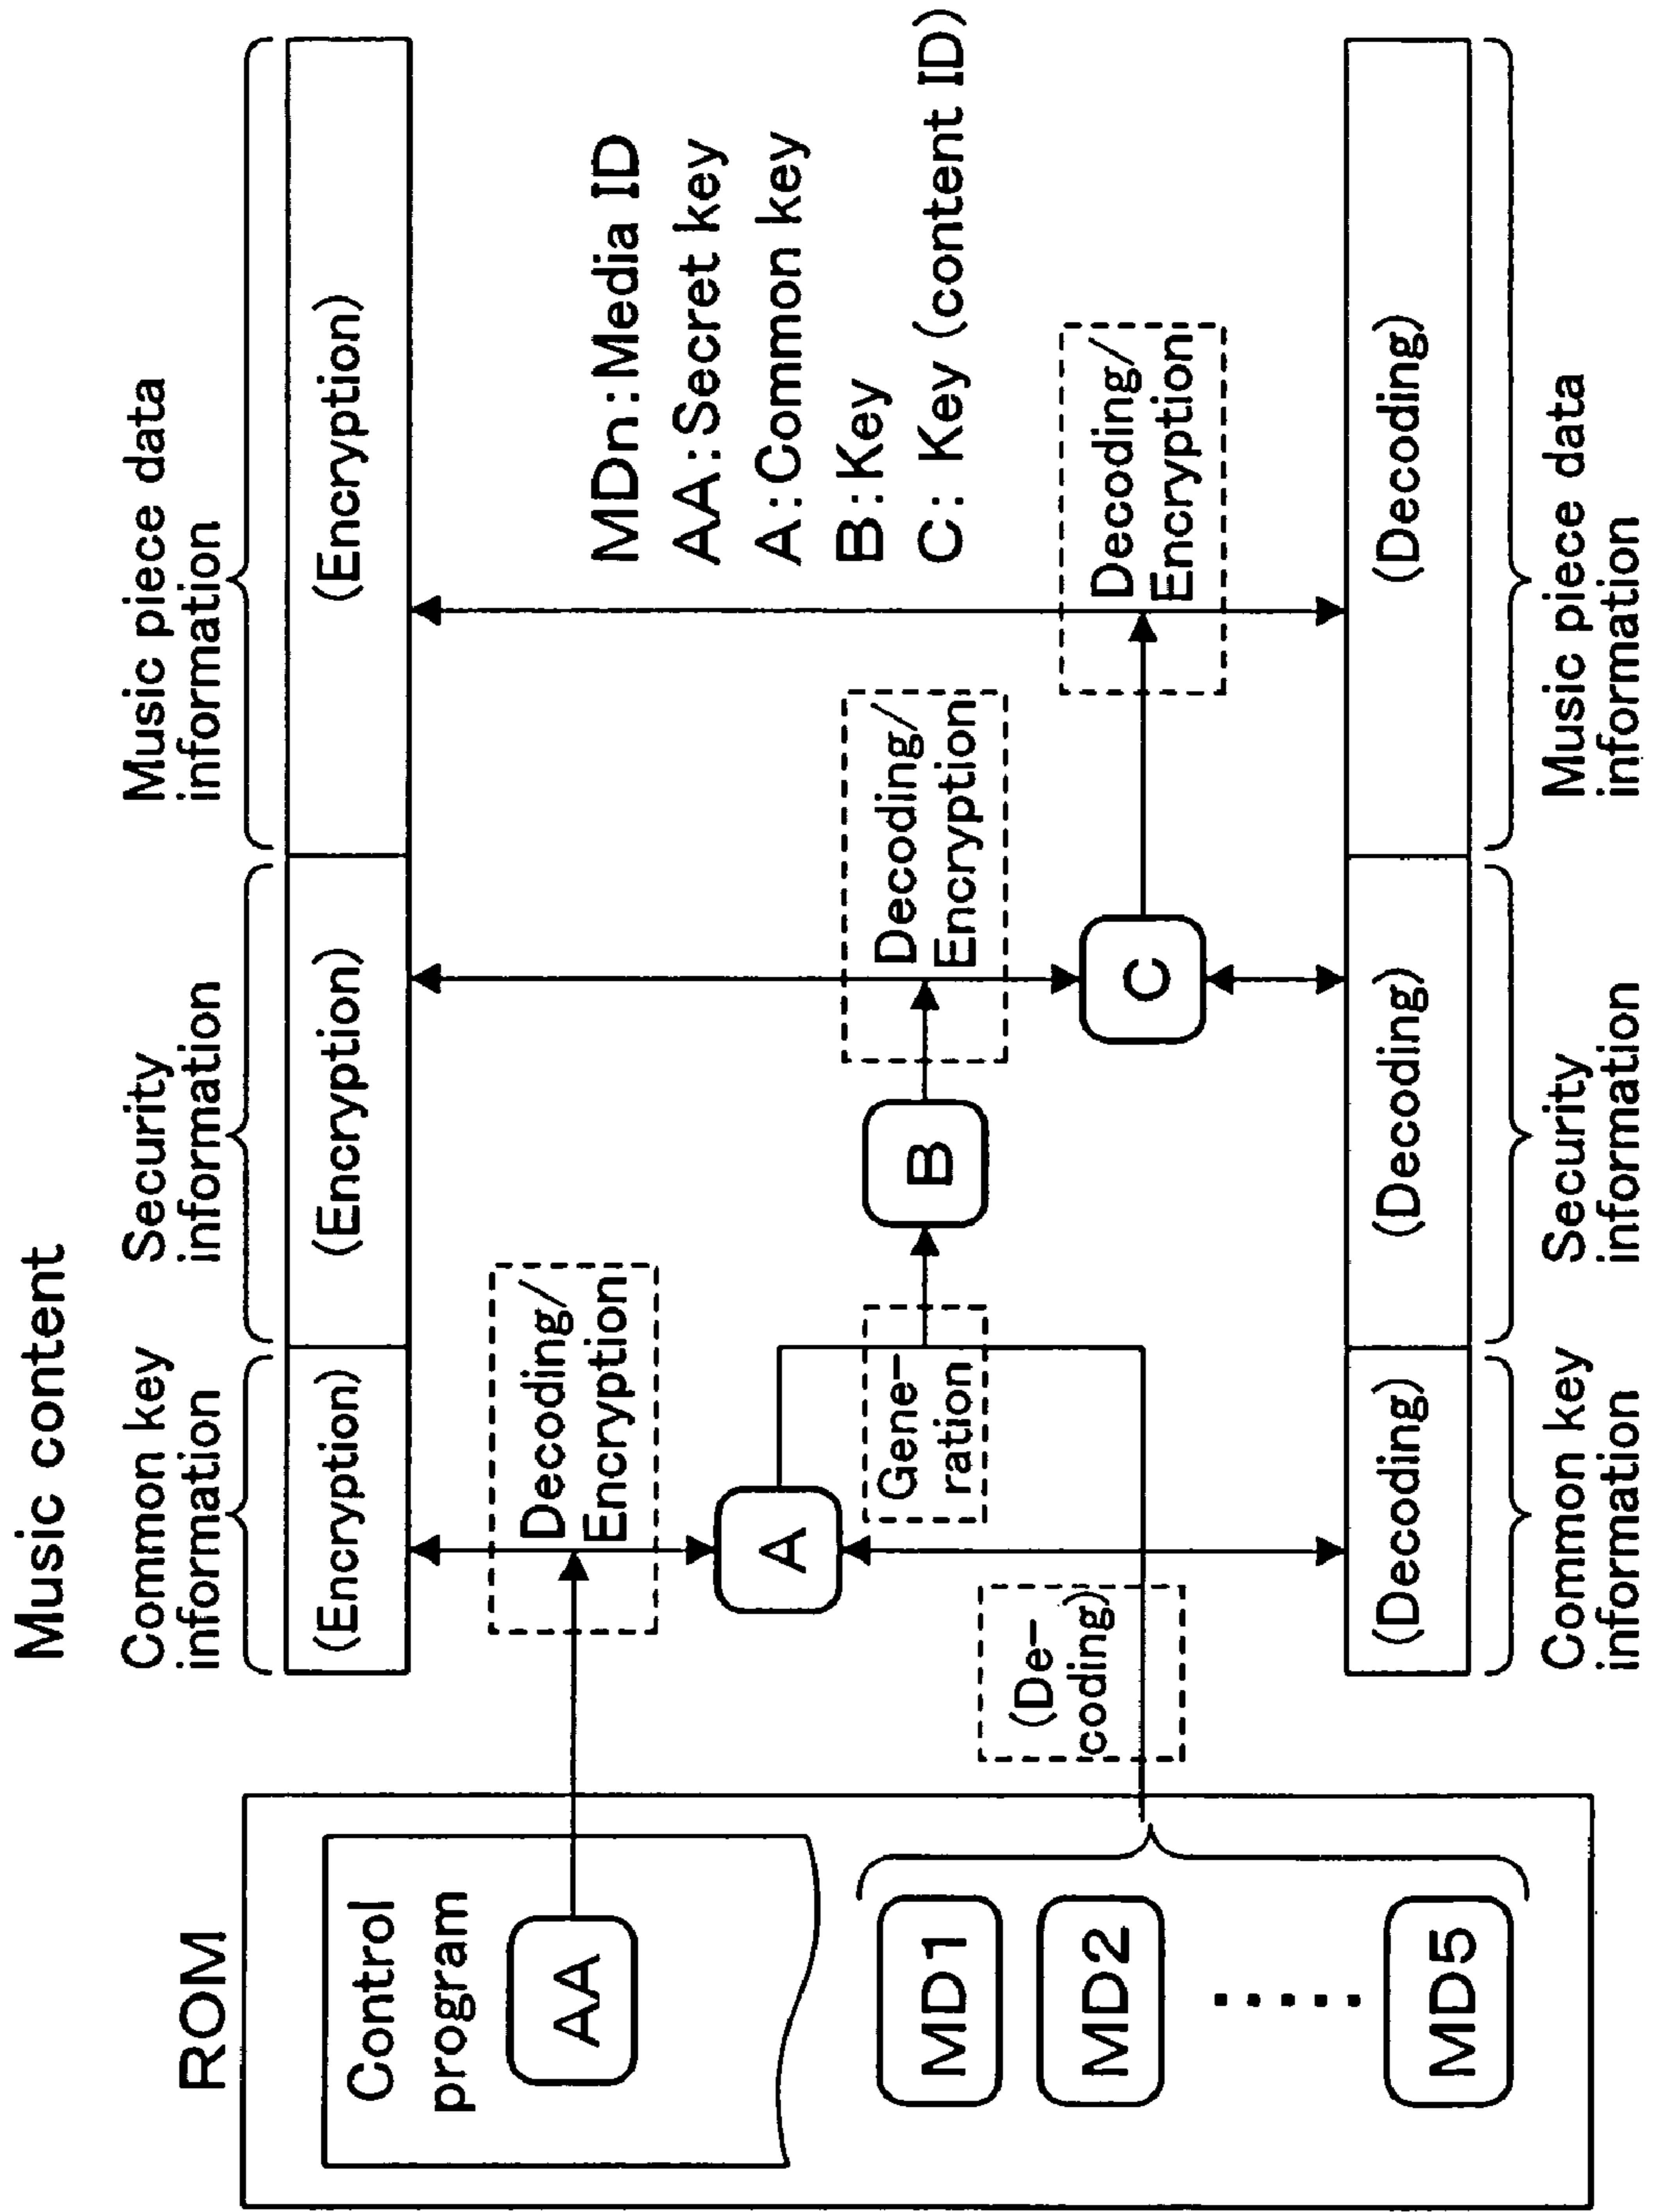 Music content
Common key
information
Security
information
Music piece data
information
(Encryption)
(Encryption)
(Encryption)
ROM
Control
program
AA
Decoding/
Encryption
MDn:Media ID
AA:Secret key
A:Common key
B:Key
C: Key (content ID)
A
Gene-
ration
B
Decoding/
Encryption
MD1
MD2
.....
MD5
(De-
coding)
C
Decoding/
Encryption
(Decoding)
(Decoding)
(Decoding)
Common key
information
Security
information
Music piece data
information